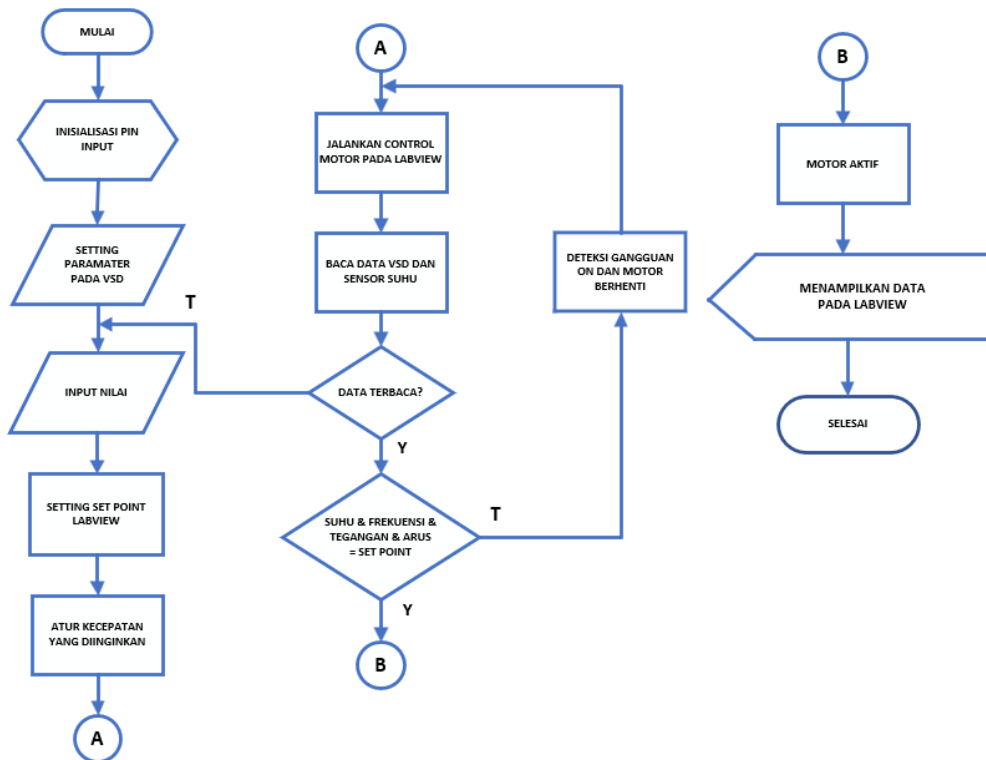 MULAI
INISIALISASI PIN
INPUT
SETTING
PARAMATER
PADA VSD
T
INPUT NILAI
SETTING SET POINT
LABVIEW
ATUR KECEPATAN
YANG DIINGINKAN
A
A
JALANKAN CONTROL
MOTOR PADA LABVIEW
BACA DATA VSD DAN
SENSOR SUHU
DATA TERBACA?
Y
SUHU & FREKUENSI &
TEGANGAN & ARUS
= SET POINT
T
Y
B
DETEKSI GANGGUAN
ON DAN MOTOR
BERHENTI
B
MOTOR AKTIF
MENAMPILKAN DATA
PADA LABVIEW
SELESAI